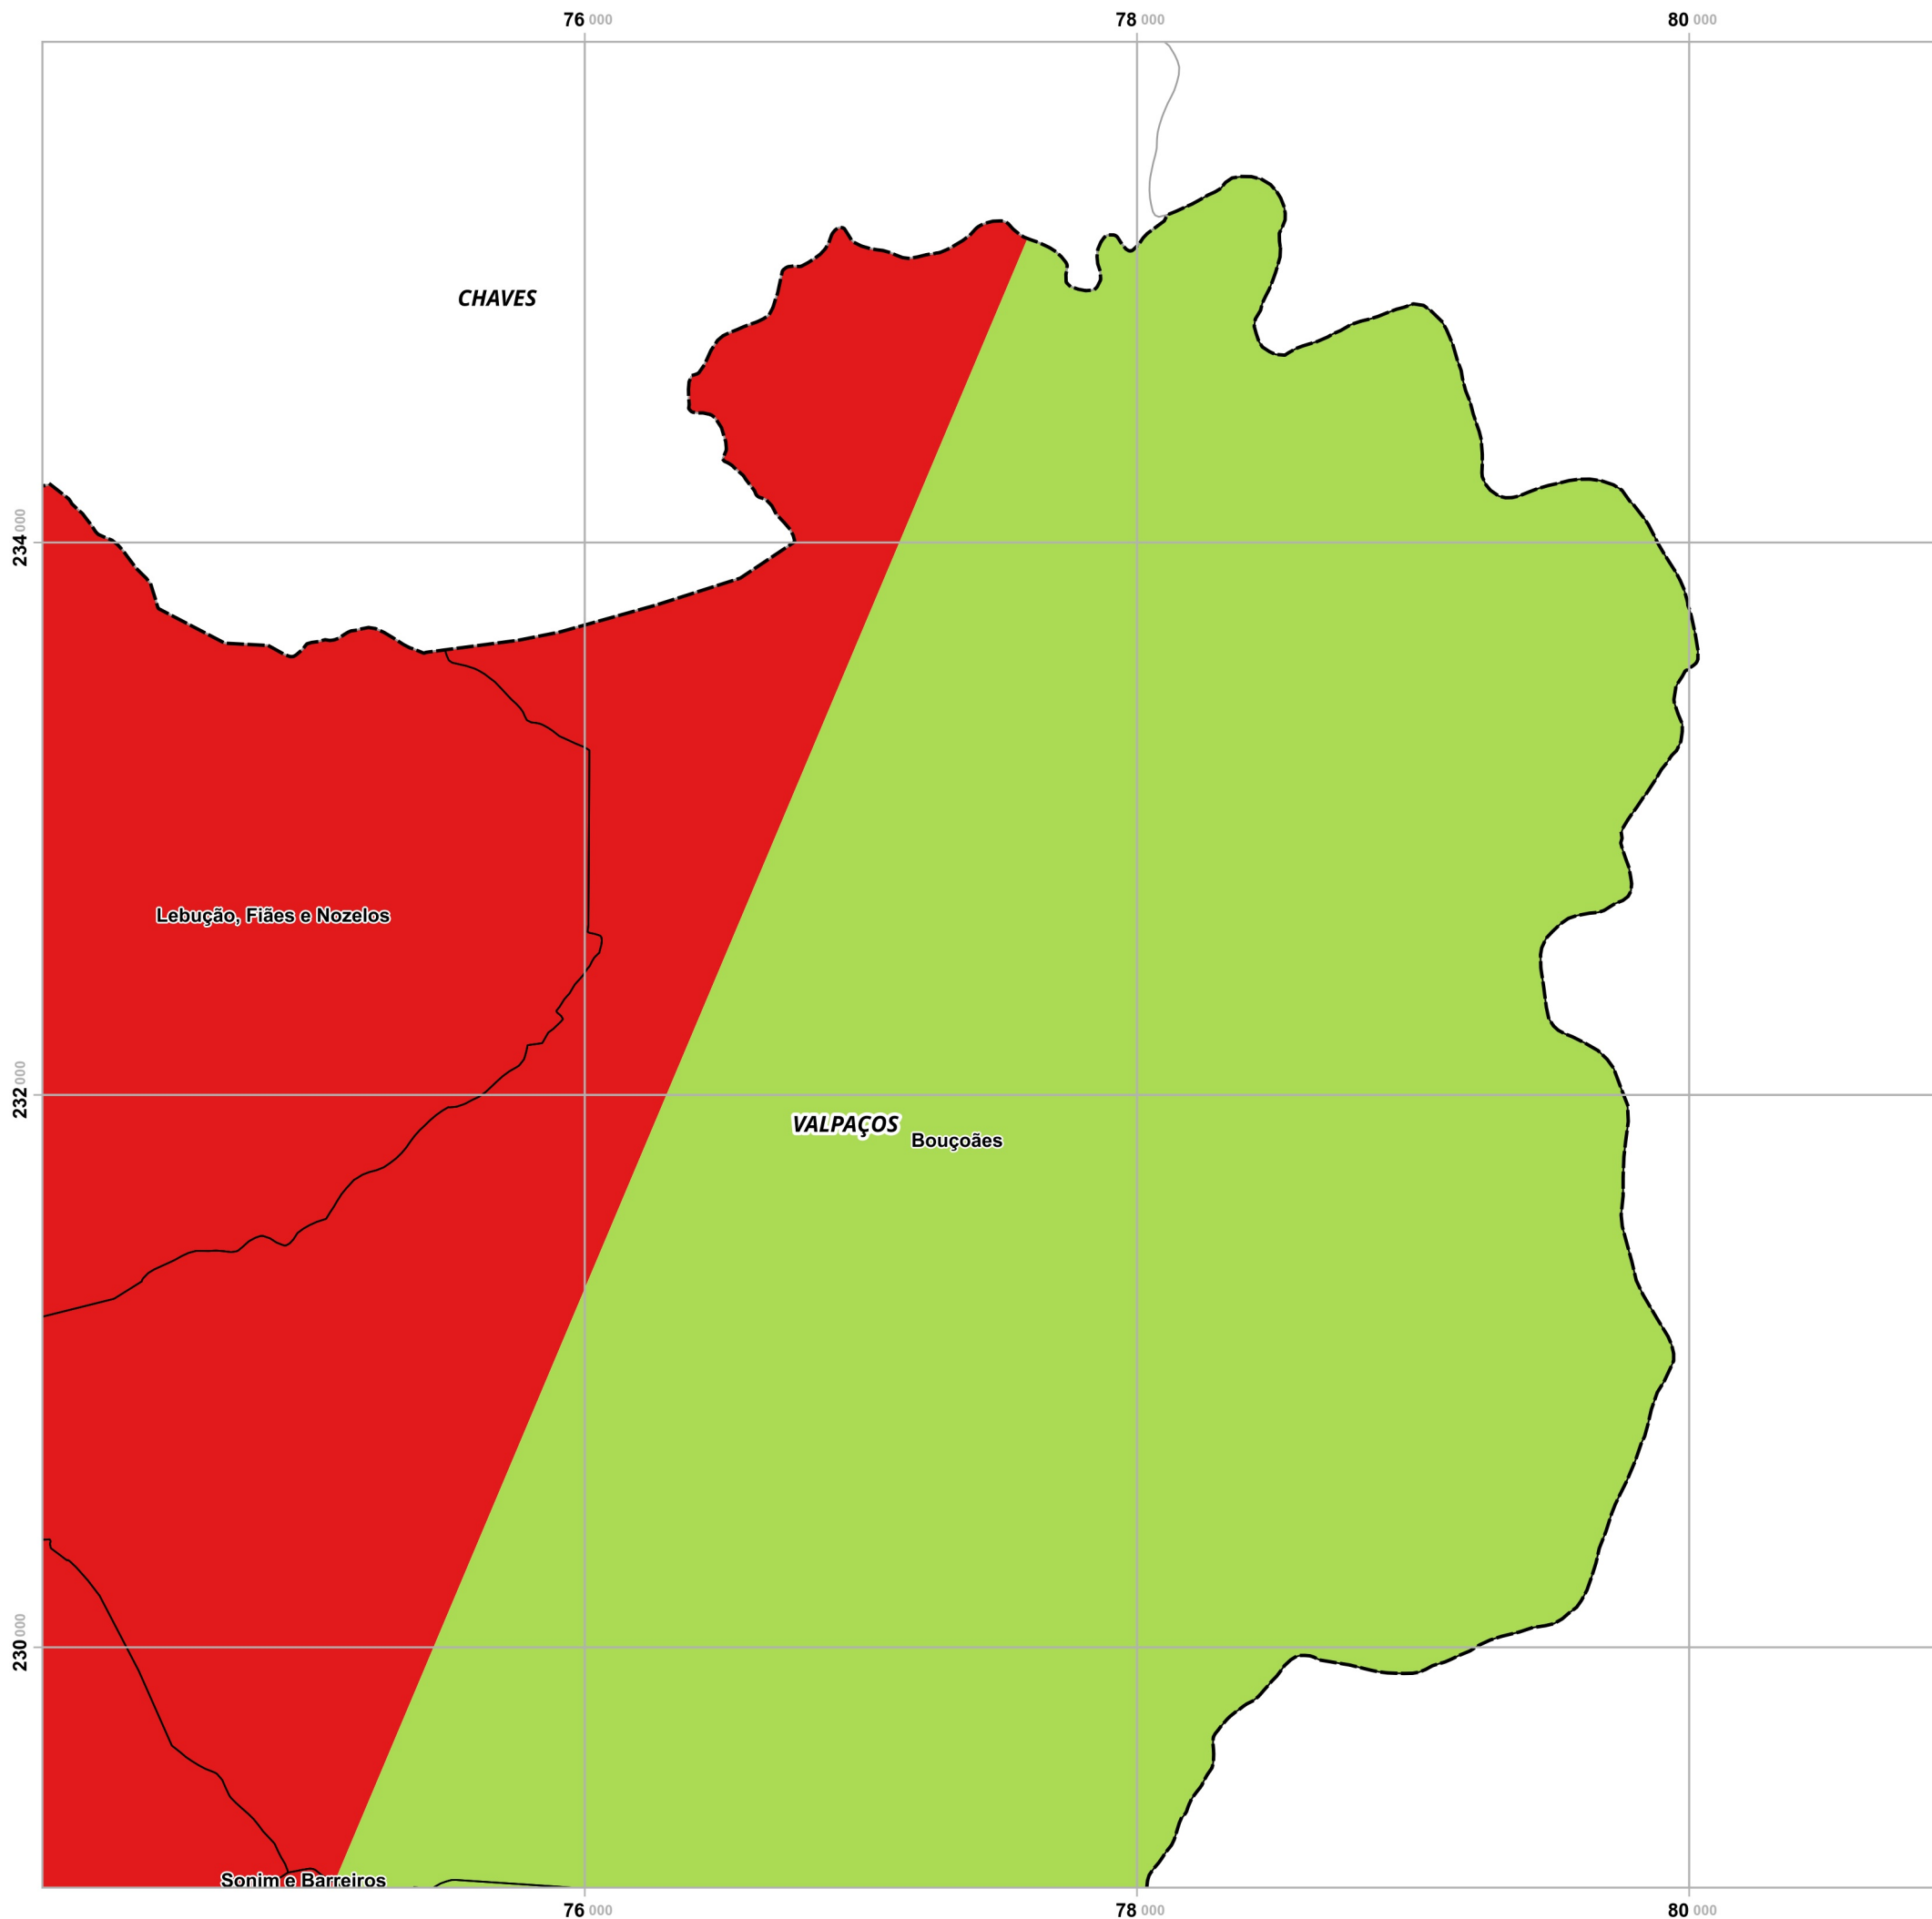 76 000 78 000 80 000
CHAVES
234 000
Lebução, Fiães e Nozelos
232 000
VALPAÇOS
Bouçoães
230 000
Sonim e Barreiros
76 000 78 000 80 000